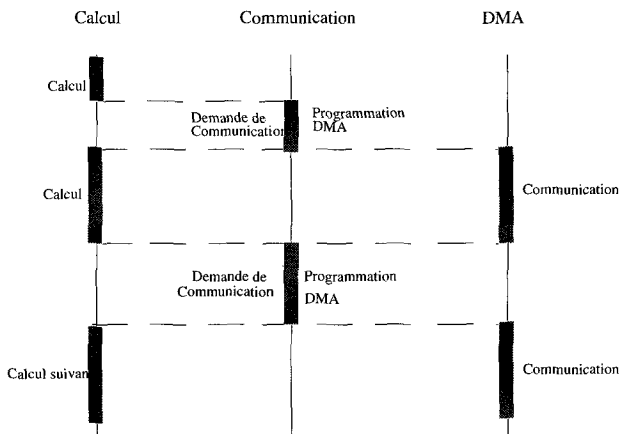 Calcul Communication DMA
Calcul
Demande de
Communication
Programmation
DMA
Calcul
Communication
Demande de
Communication
Programmation
DMA
Calcul suivan
Communication